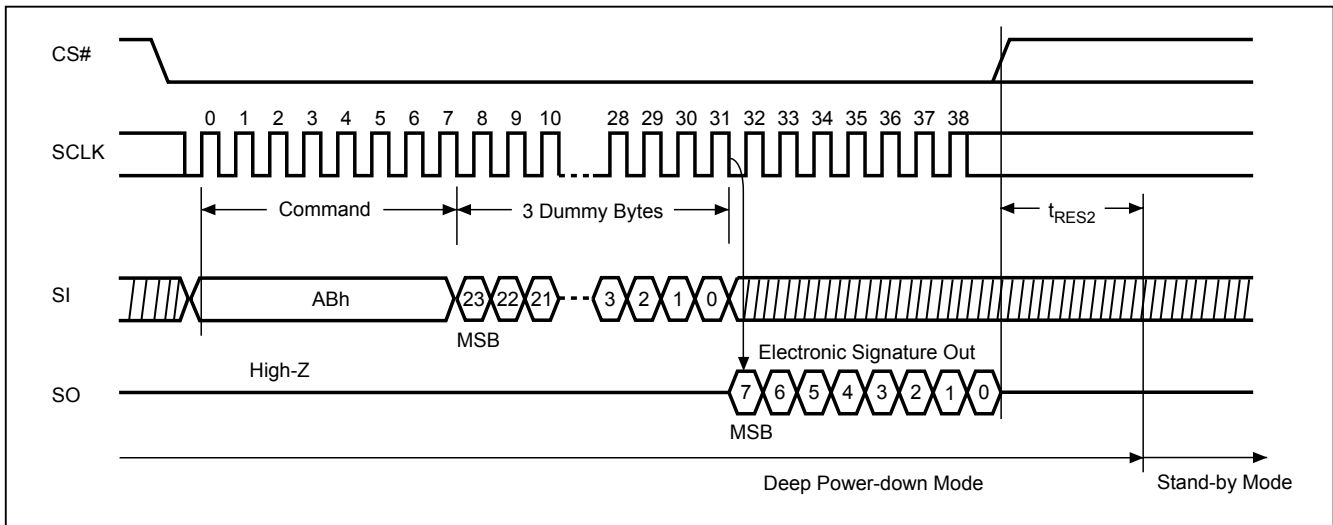 CS#
0 1 2 3 4 5 6 7 8 9 10 28 29 30 31 32 33 34 35 36 37 38
SCLK
Command 3 Dummy Bytes tRES2
SI ABh 23 22 21 3 2 1 0
MSB
Electronic Signature Out
High-Z
SO 7 6 5 4 3 2 1 0
MSB
Deep Power-down Mode Stand-by Mode